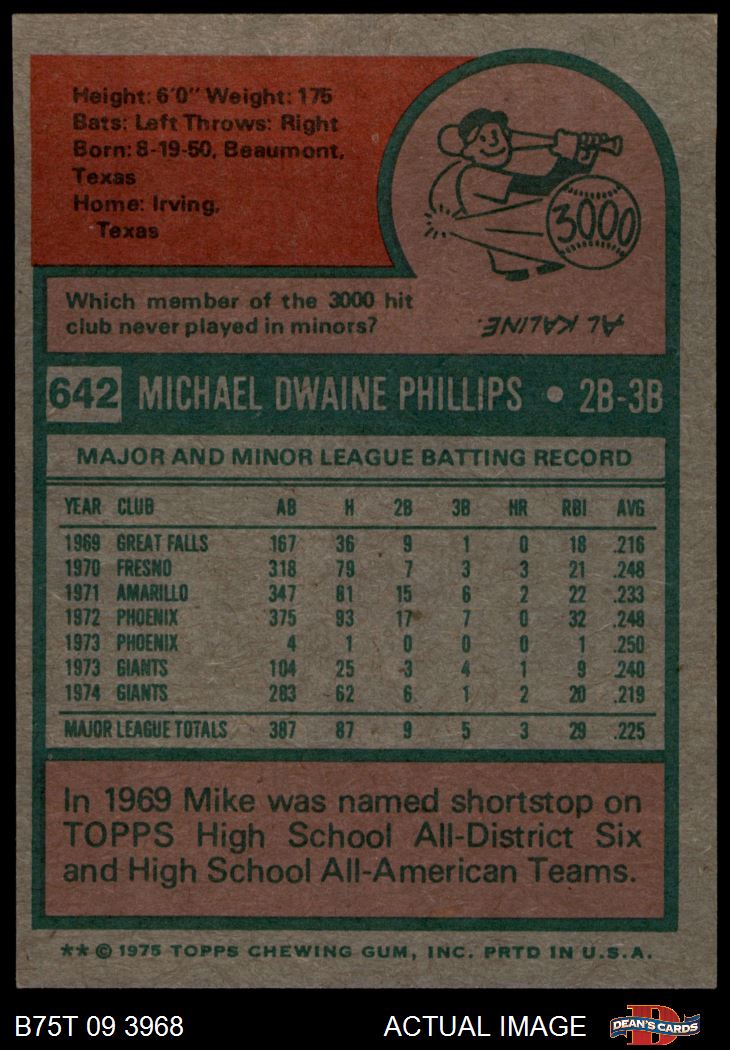 Height: 6'0" Weight: 175
Bats: Left Throws: Right
Born: 8-19-50, Beaumont,
Texas
Home: Irving,
Texas
3000
Which member of the 3000 hit
club never played in minors?
AL KALINE.
642 MICHAEL DWAINE PHILLIPS • 2B-3B
MAJOR AND MINOR LEAGUE BATTING RECORD
YEAR CLUB AB H 2B 3B HR RBI AVG
1969 GREAT FALLS 167 36 9 1 0 18 .216
1970 FRESNO 318 79 7 3 3 21 .248
1971 AMARILLO 347 81 15 6 2 22 .233
1972 PHOENIX 375 93 17 7 0 32 .248
1973 PHOENIX 4 1 0 0 0 1 .250
1973 GIANTS 104 25 3 4 1 9 .240
1974 GIANTS 283 62 6 1 2 20 .219
MAJOR LEAGUE TOTALS 387 87 9 5 3 29 .225
In 1969 Mike was named shortstop on
TOPPS High School All-District Six
and High School All-American Teams.
** © 1975 TOPPS CHEWING GUM, INC. PRTD IN U.S.A.
B75T 09 3968 ACTUAL IMAGE DEAN'S CARDS